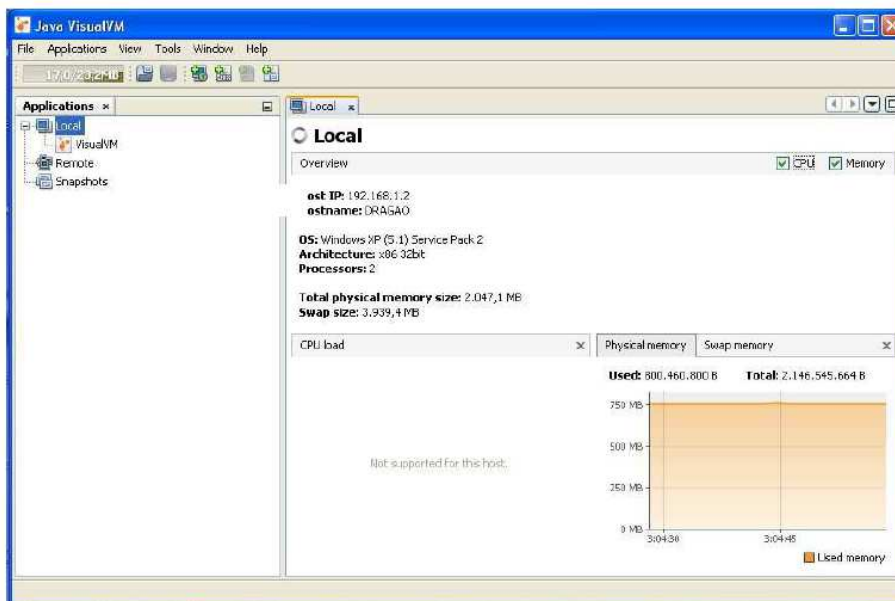 Java VisualVM
File Applications View Tools Window Help
Applications
Local
VisualVM
Remote
Snapshots
Local
Local
Overview
CPU Memory
ost IP: 192.168.1.2
ostname: DRAGAO
OS: Windows XP (5.1) Service Pack 2
Architecture: x86 32bit
Processors: 2
Total physical memory size: 2.047,1 MB
Swap size: 3.939,4 MB
CPU load
Not supported for this host.
Physical memory Swap memory
Used: 800.460.800 B Total: 2.146.545.664 B
750 MB
500 MB
250 MB
0 MB
3:04:30 3:04:45
Used memory